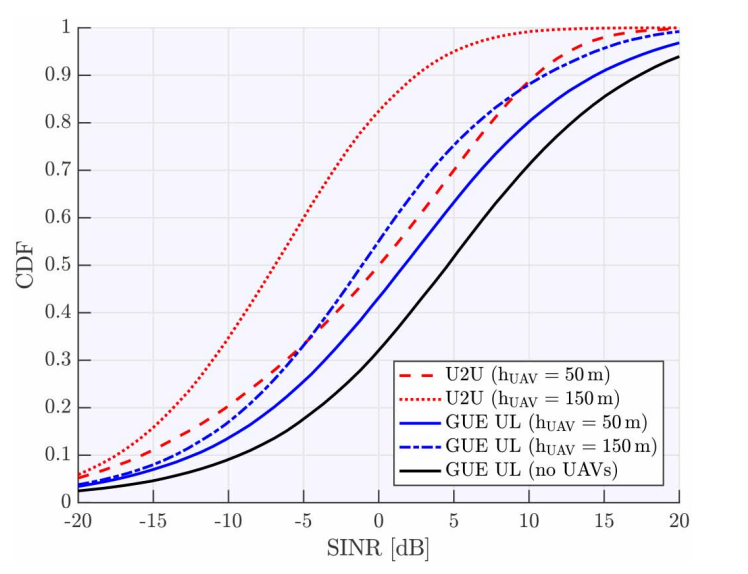 1
0.9
0.8
0.7
0.6
0.5
0.4
0.3
0.2
0.1
0
CDF
U2U (h_UAV = 50 m)
U2U (h_UAV = 150 m)
GUE UL (h_UAV = 50 m)
GUE UL (h_UAV = 150 m)
GUE UL (no UAVs)
-20 -15 -10 -5 0 5 10 15 20
SINR [dB]